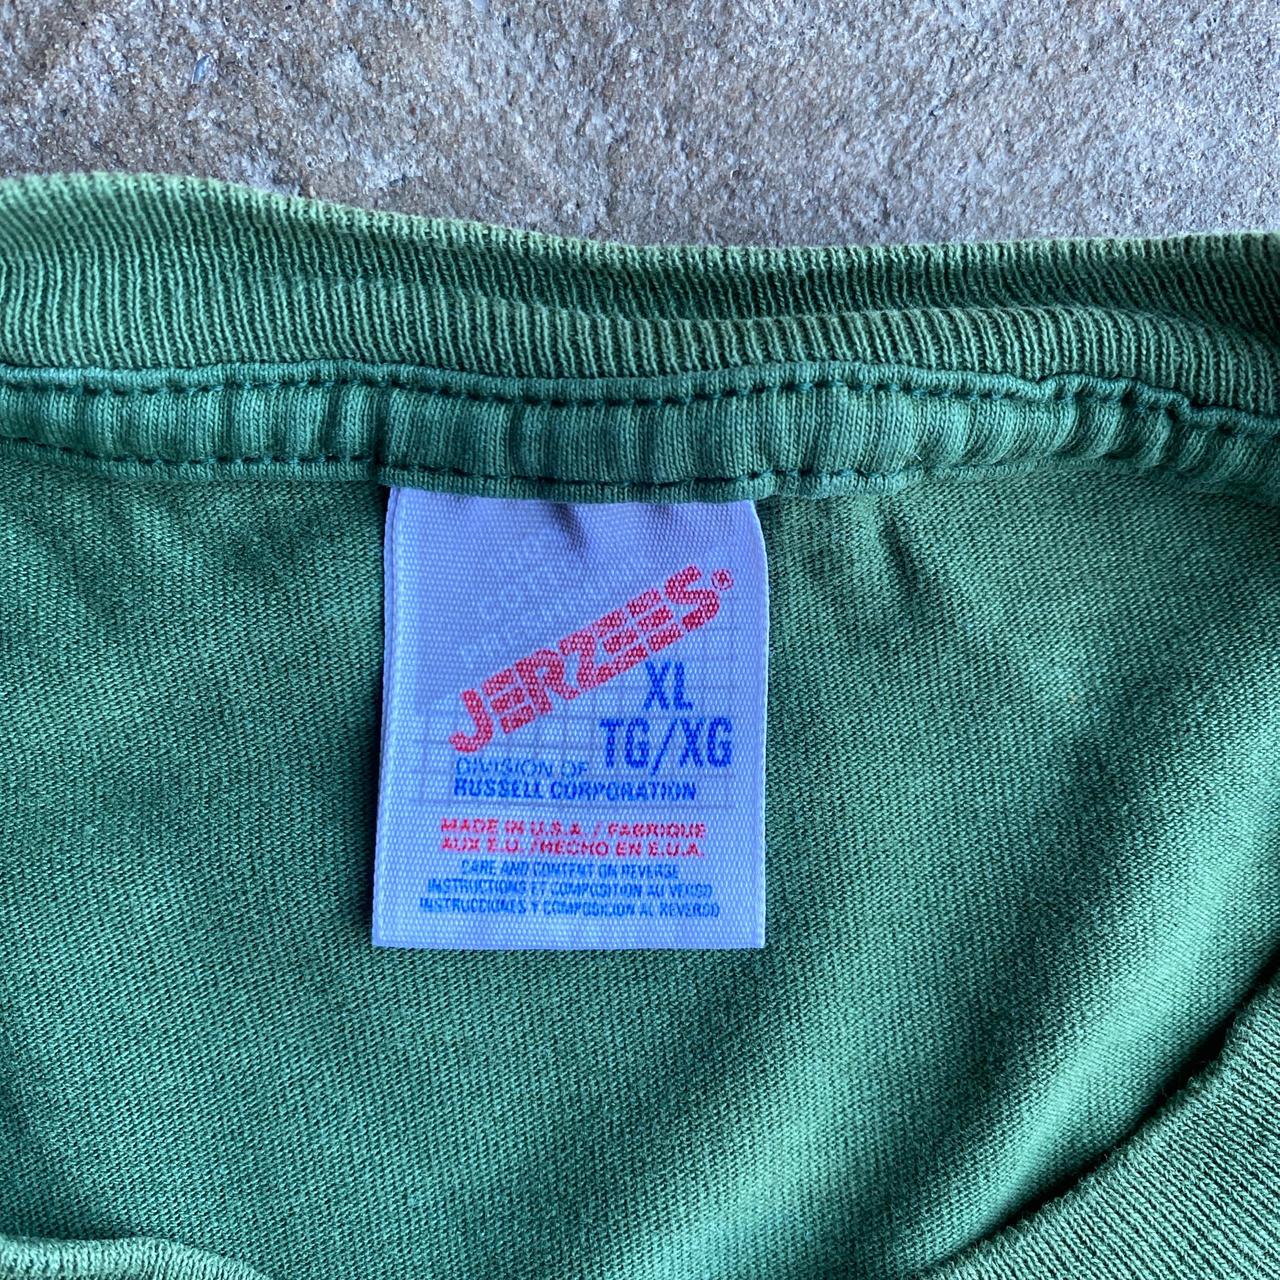 JERZEES®
XL
TG/XG
DIVISION OF
RUSSELL CORPORATION
MADE IN U.S.A. / FABRIQUE
AUX E.U. / HECHO EN E.U.A.
CARE AND CONTENT ON REVERSE
INSTRUCTIONS ET COMPOSITION AU VERSO
INSTRUCCIONES Y COMPOSICION AL REVERSO